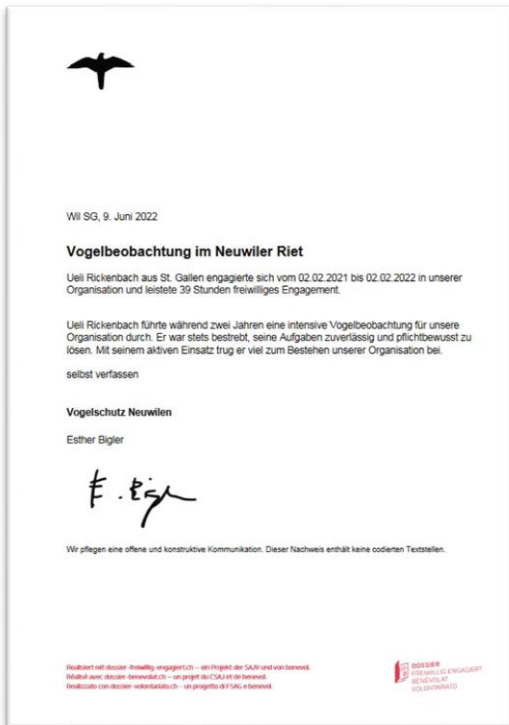 Wil SG, 9. Juni 2022
Vogelbeobachtung im Neuwiler Riet
Ueli Rickenbach aus St. Gallen engagierte sich vom 02.02.2021 bis 02.02.2022 in unserer
Organisation und leistete 39 Stunden freiwilliges Engagement.
Ueli Rickenbach führte während zwei Jahren eine intensive Vogelbeobachtung für unsere
Organisation durch. Er war stets bestrebt, seine Aufgaben zuverlässig und pflichtbewusst zu
lösen. Mit seinem aktiven Einsatz trug er viel zum Bestehen unserer Organisation bei.
selbst verfassen
Vogelschutz Neuwilen
Esther Bigler
E. Bigler
Wir pflegen eine offene und konstruktive Kommunikation. Dieser Nachweis enthält keine codierten Textstellen.
Realisiert mit dossier-freiwillig-engagiert.ch – ein Projekt der SAJV und von benevol.
Réalisé avec dossier-benevolat.ch – un projet du CSAJ et de benevol.
Realizzato con dossier-volontariato.ch – un progetto di FSAG e benevol.
DOSSIER
FREIWILLIG ENGAGIERT
BÉNÉVOLAT
VOLONTARIATO